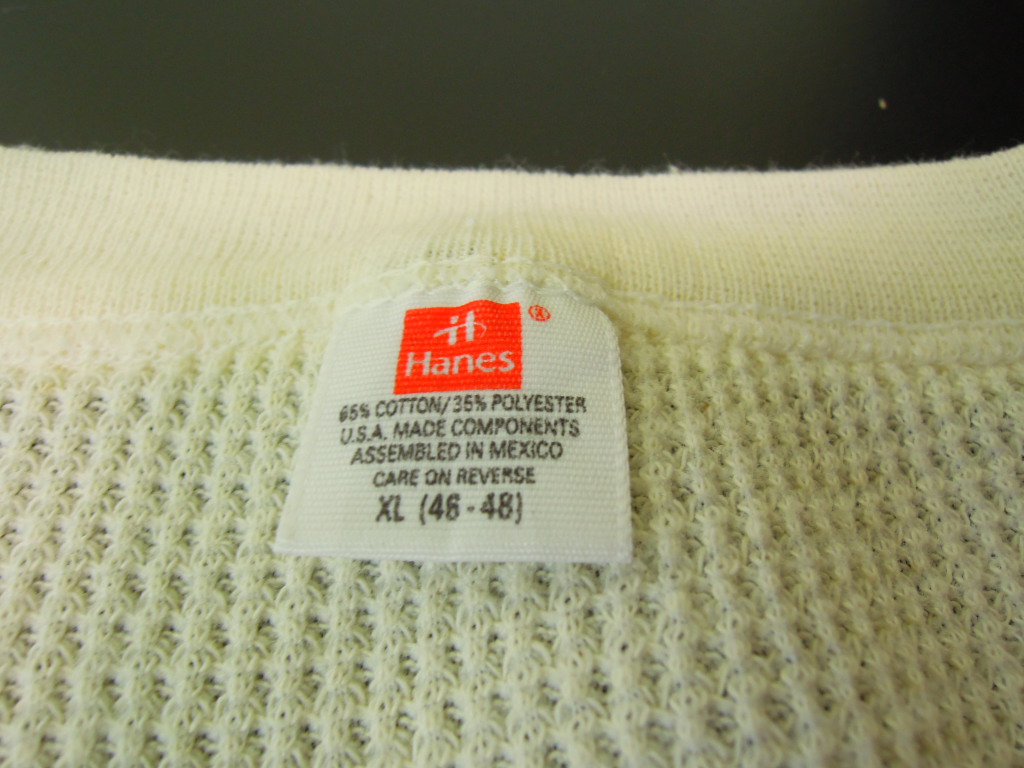 H ®
Hanes
65% COTTON/35% POLYESTER
U.S.A. MADE COMPONENTS
ASSEMBLED IN MEXICO
CARE ON REVERSE
XL (46-48)